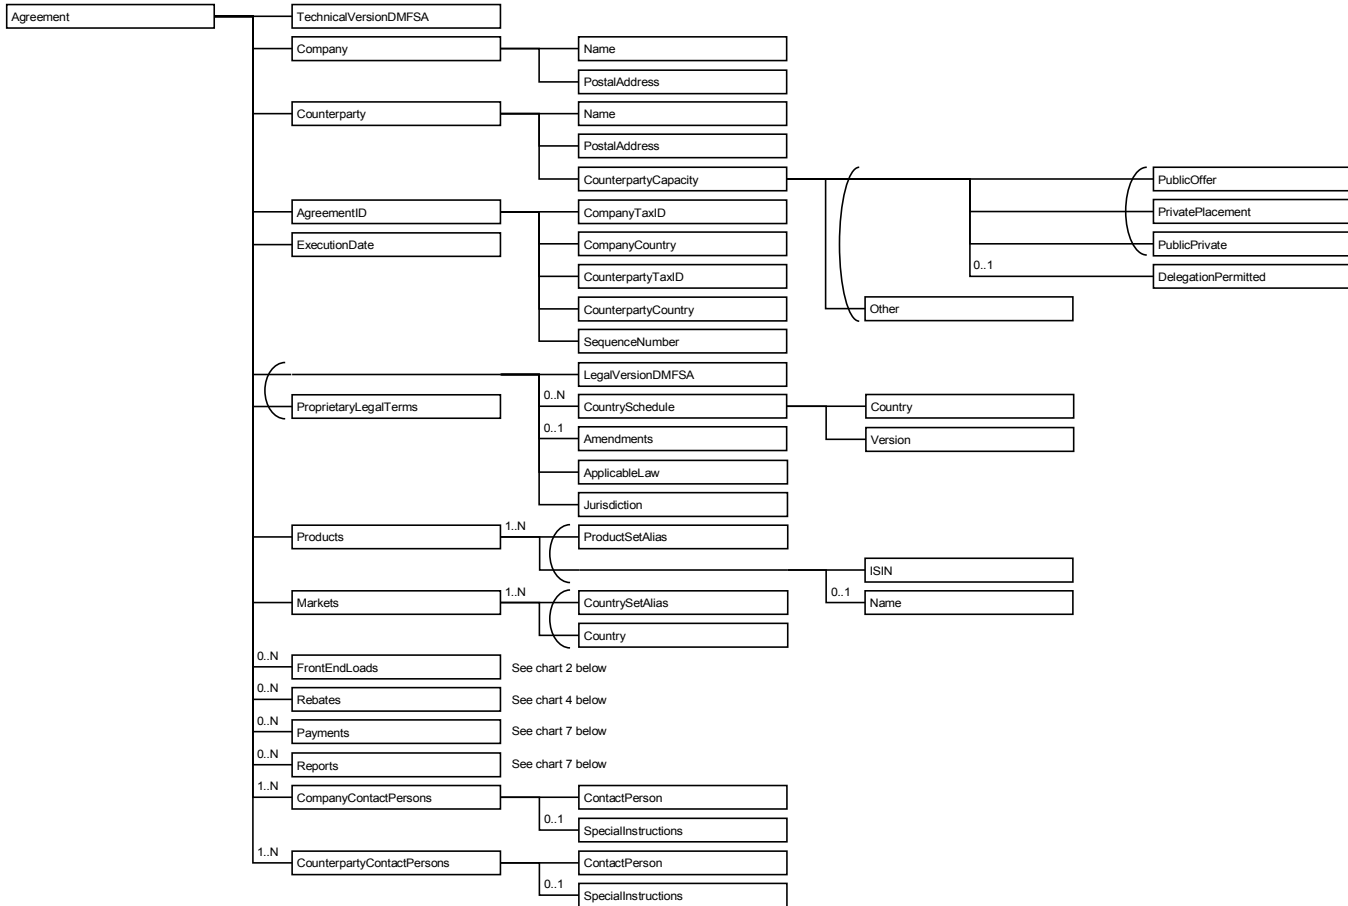 Agreement
TechnicalVersionDMFSA
Company
Name
PostalAddress
Counterparty
Name
PostalAddress
CounterpartyCapacity
PublicOffer
PrivatePlacement
PublicPrivate
0..1
DelegationPermitted
Other
AgreementID
CompanyTaxID
ExecutionDate
CompanyCountry
CounterpartyTaxID
CounterpartyCountry
SequenceNumber
LegalVersionDMFSA
ProprietaryLegalTerms
0..N
CountrySchedule
Country
Version
0..1
Amendments
ApplicableLaw
Jurisdiction
Products
1..N
ProductSetAlias
ISIN
0..1
Name
Markets
1..N
CountrySetAlias
Country
0..N
FrontEndLoads
See chart 2 below
0..N
Rebates
See chart 4 below
0..N
Payments
See chart 7 below
0..N
Reports
See chart 7 below
1..N
CompanyContactPersons
ContactPerson
0..1
SpecialInstructions
1..N
CounterpartyContactPersons
ContactPerson
0..1
SpecialInstructions